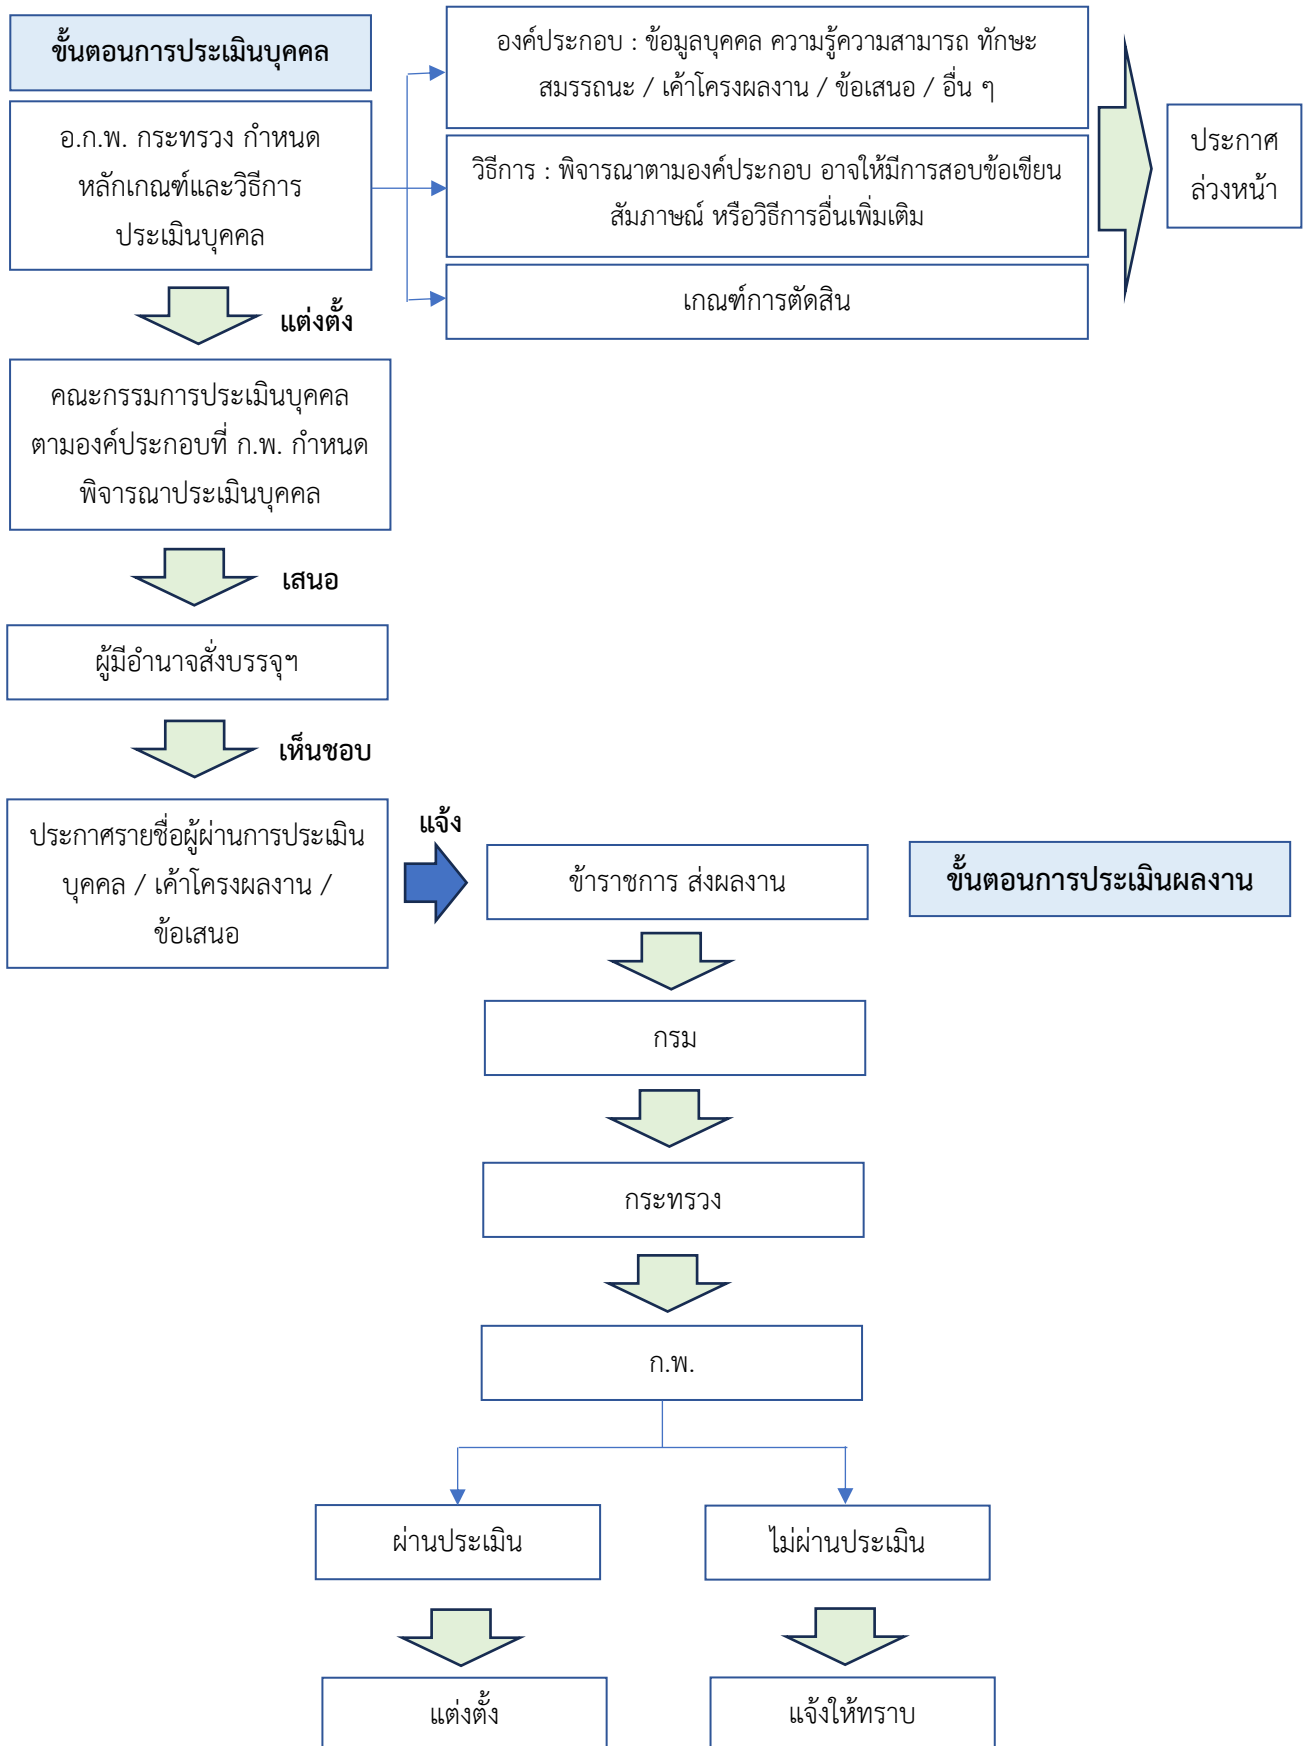 ขั้นตอนการประเมินบุคคล
อ.ก.พ. กระทรวง กำหนด
หลักเกณฑ์และวิธีการ
ประเมินบุคคล
องค์ประกอบ : ข้อมูลบุคคล ความรู้ความสามารถ ทักษะ
สมรรถนะ / เค้าโครงผลงาน / ข้อเสนอ / อื่น ๆ
วิธีการ : พิจารณาตามองค์ประกอบ อาจให้มีการสอบข้อเขียน
สัมภาษณ์ หรือวิธีการอื่นเพิ่มเติม
เกณฑ์การตัดสิน
ประกาศ
ล่วงหน้า
แต่งตั้ง
คณะกรรมการประเมินบุคคล
ตามองค์ประกอบที่ ก.พ. กำหนด
พิจารณาประเมินบุคคล
เสนอ
ผู้มีอำนาจสั่งบรรจุฯ
เห็นชอบ
ประกาศรายชื่อผู้ผ่านการประเมิน
บุคคล / เค้าโครงผลงาน /
ข้อเสนอ
แจ้ง
ข้าราชการ ส่งผลงาน
ขั้นตอนการประเมินผลงาน
กรม
กระทรวง
ก.พ.
ผ่านประเมิน
ไม่ผ่านประเมิน
แต่งตั้ง
แจ้งให้ทราบ